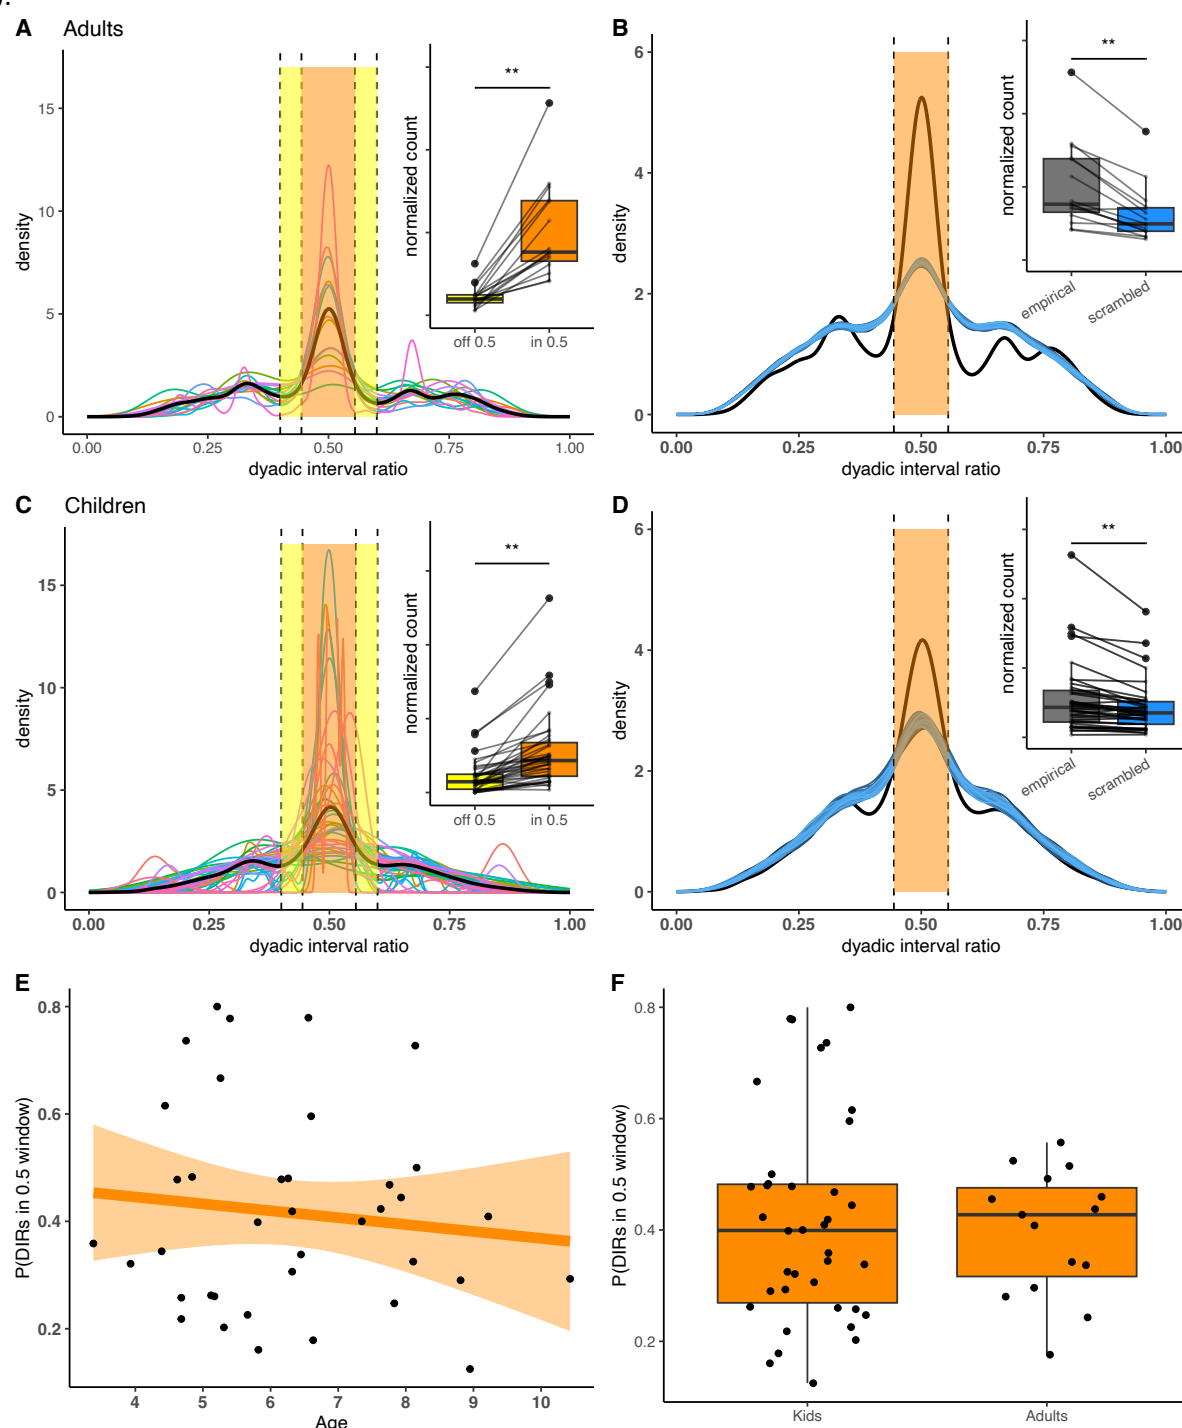 A Adults
density
15
10
5
0
0.00 0.25 0.50 0.75 1.00
dyadic interval ratio
normalized count
**
off 0.5 in 0.5
B
density
6
4
2
0
0.00 0.25 0.50 0.75 1.00
dyadic interval ratio
normalized count
**
empirical scrambled
C Children
density
15
10
5
0
0.00 0.25 0.50 0.75 1.00
dyadic interval ratio
normalized count
**
off 0.5 in 0.5
D
density
6
4
2
0
0.00 0.25 0.50 0.75 1.00
dyadic interval ratio
normalized count
**
empirical scrambled
E
P(DIRs in 0.5 window)
0.8
0.6
0.4
0.2
4 5 6 7 8 9 10
Age
F
P(DIRs in 0.5 window)
0.8
0.6
0.4
0.2
Kids Adults